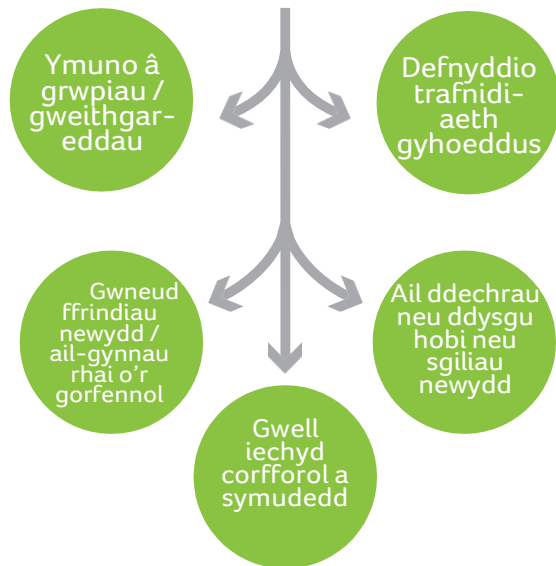 Ymuno â
grwpiau /
gweithgar-
eddau
Defnyddio
trafnidi-
aeth
gyhoeddus
Gwneud
ffrindiau
newydd /
ail-gynnau
rhai o'r
gorfennol
Ail ddechrau
neu ddysgu
hobi neu
sgiliau
newydd
Gwell
iechyd
corfforol a
symudedd